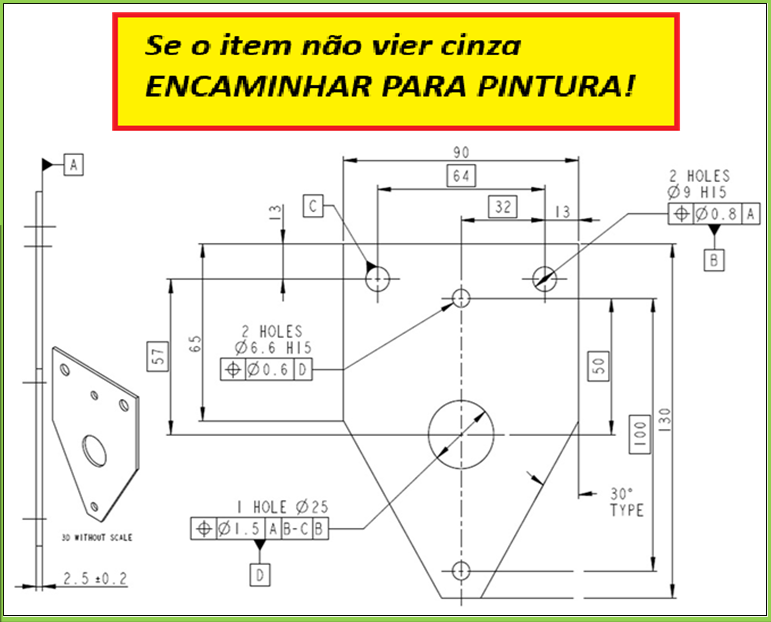 Se o item não vier cinza
ENCAMINHAR PARA PINTURA!
A
90
64
2 HOLES
Ø9 H15
Ø0.8 A
B
C
13
32
13
2 HOLES
Ø6.6 H15
Ø0.6 D
57
65
50
100
130
30°
TYPE
1 HOLE Ø25
Ø1.5 A B-C B
D
3D WITHOUT SCALE
2.5 ±0.2